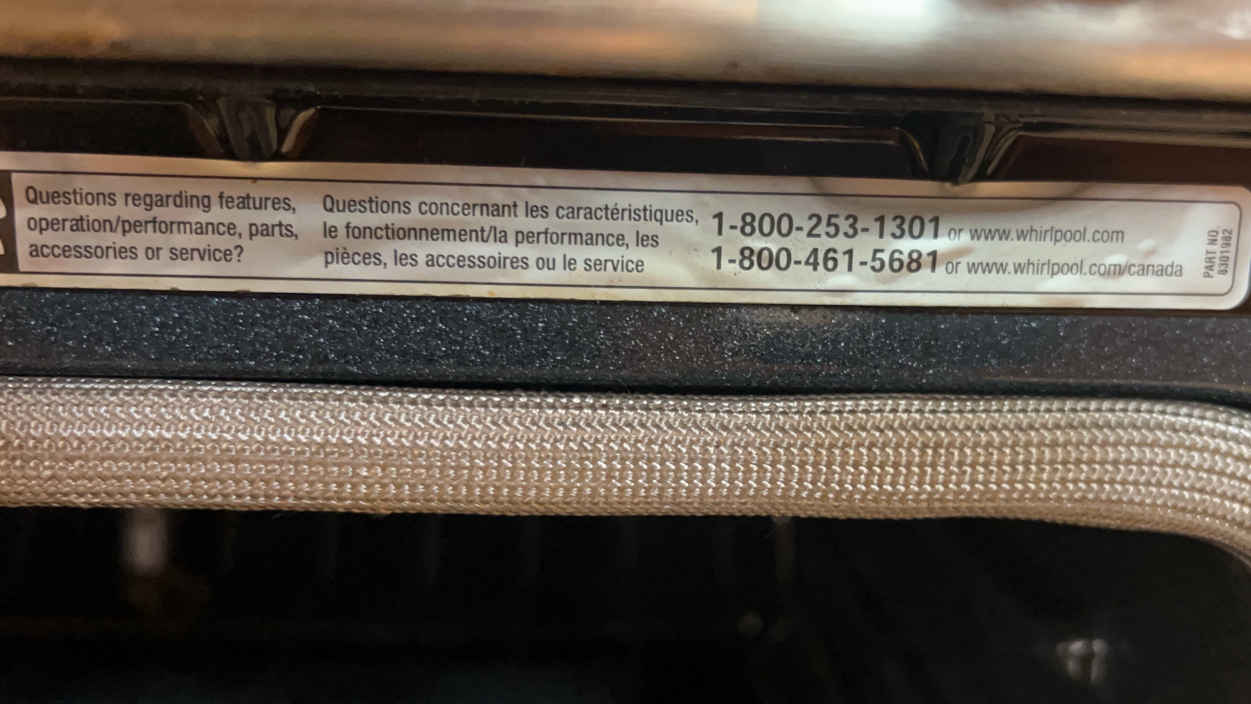 Questions regarding features,
operation/performance, parts,
accessories or service?
Questions concernant les caractéristiques,
le fonctionnement/la performance, les
pièces, les accessoires ou le service
1-800-253-1301 or www.whirlpool.com
1-800-461-5681 or www.whirlpool.com/canada
PART NO.
8301982